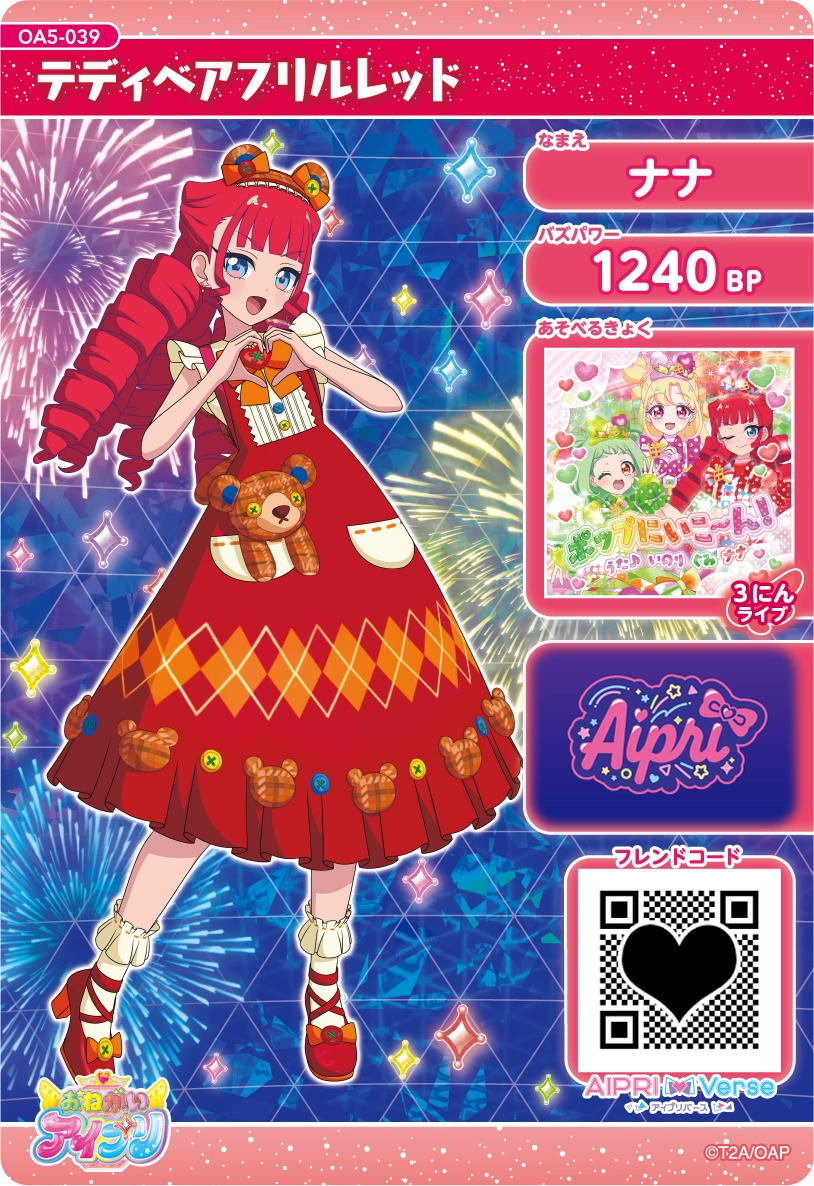 OA5-039
テディベアフリルレッド
なまえ
ナナ
バズパワー
1240 BP
あそべるきょく
ポップにいこ〜ん!
うた♪ いのり ぐみ ナナ
3にん
ライブ
Aipri
フレンドコード
AIPRI Verse
アイプリバース
おねがい
アイプリ
©T2A/OAP